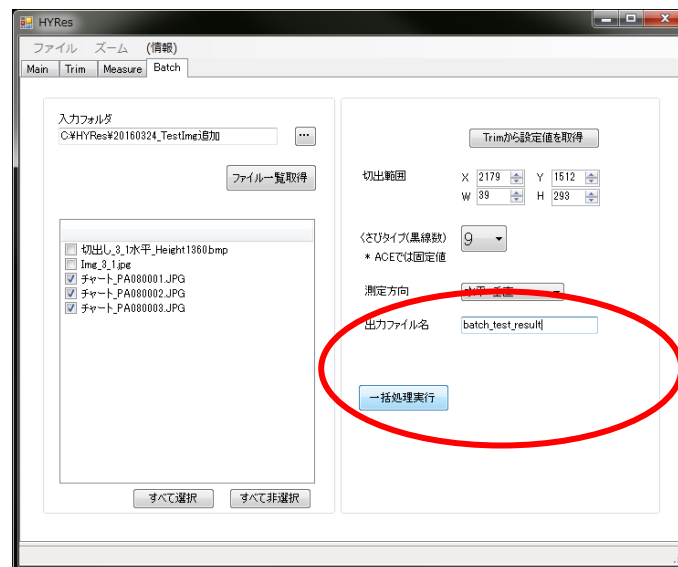 HYRes
ファイル ズーム (情報)
Main Trim Measure Batch
入力フォルダ
C:¥HYRes¥20160324_TestImg追加 ...
ファイル一覧取得
切出し_3_1水平_Height1360.bmp
Img_3_1.jpg
チャート_PA080001.JPG
チャート_PA080002.JPG
チャート_PA080003.JPG
すべて選択 すべて非選択
Trimから設定値を取得
切出範囲 X 2179 Y 1512
W 39 H 293
くさびタイプ(黒線数) 9
* ACEでは固定値
測定方向 水平・垂直
出力ファイル名 batch_test_result
一括処理実行